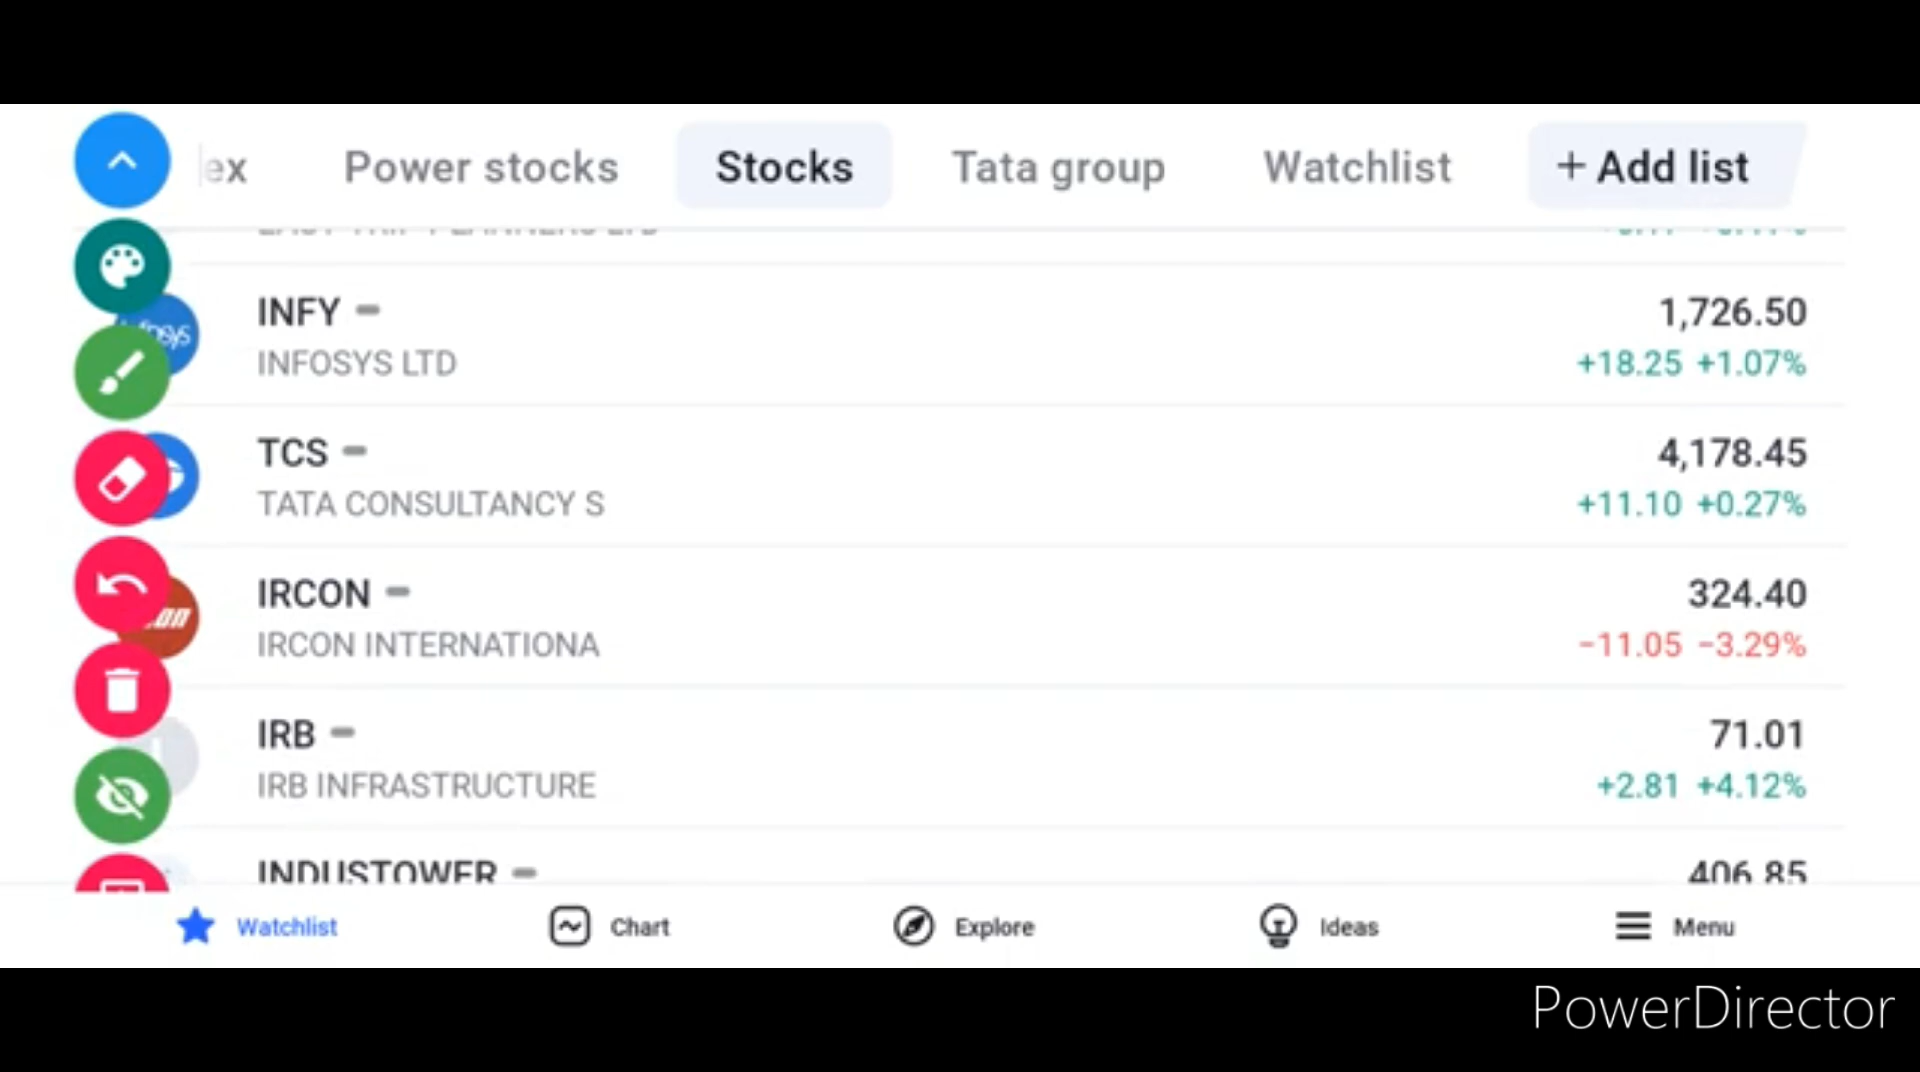 ex Power stocks Stocks Tata group Watchlist + Add list
INFY 1,726.50
INFOSYS LTD +18.25 +1.07%
TCS 4,178.45
TATA CONSULTANCY S +11.10 +0.27%
IRCON 324.40
IRCON INTERNATIONA −11.05 −3.29%
IRB 71.01
IRB INFRASTRUCTURE +2.81 +4.12%
INDUSTOWER 406.85
Watchlist Chart Explore Ideas Menu
PowerDirector